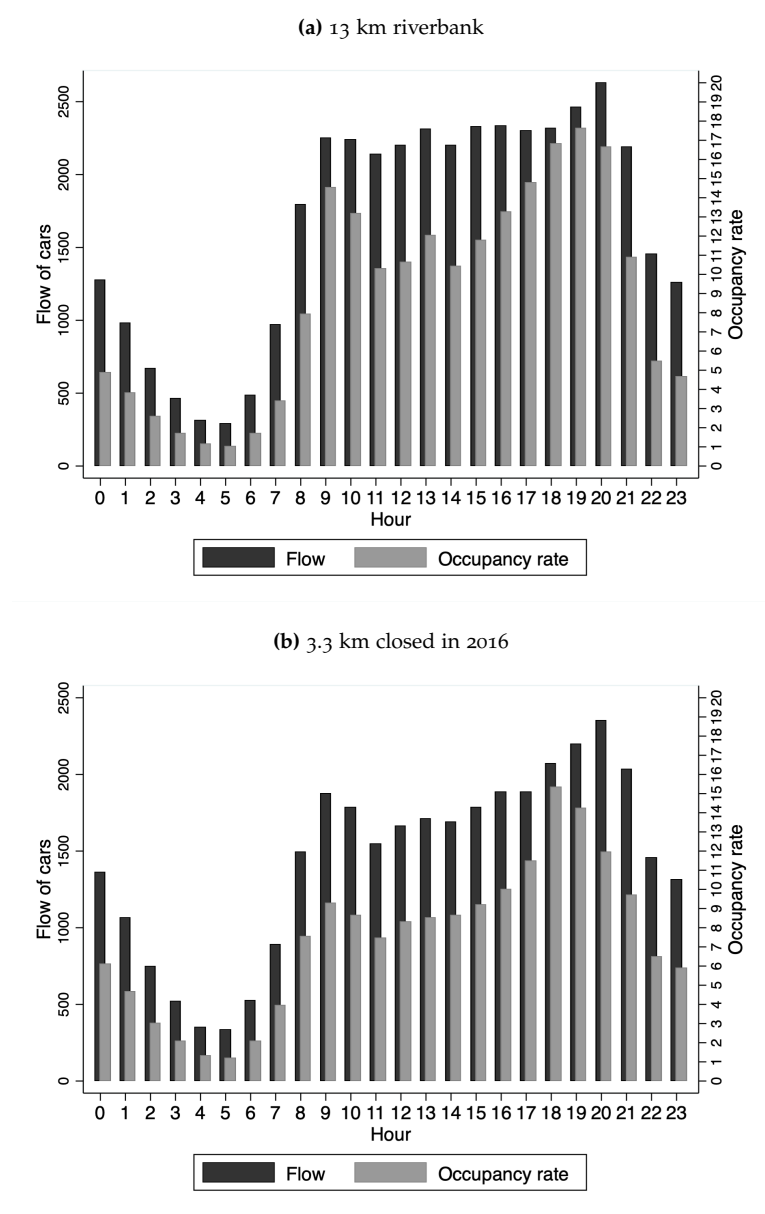 (a) 13 km riverbank
Flow of cars
0 500 1000 1500 2000 2500
Occupancy rate
0 1 2 3 4 5 6 7 8 9 10 11 12 13 14 15 16 17 18 19 20
0 1 2 3 4 5 6 7 8 9 10 11 12 13 14 15 16 17 18 19 20 21 22 23
Hour
Flow Occupancy rate
(b) 3.3 km closed in 2016
Flow of cars
0 500 1000 1500 2000 2500
Occupancy rate
0 1 2 3 4 5 6 7 8 9 10 11 12 13 14 15 16 17 18 19 20
0 1 2 3 4 5 6 7 8 9 10 11 12 13 14 15 16 17 18 19 20 21 22 23
Hour
Flow Occupancy rate